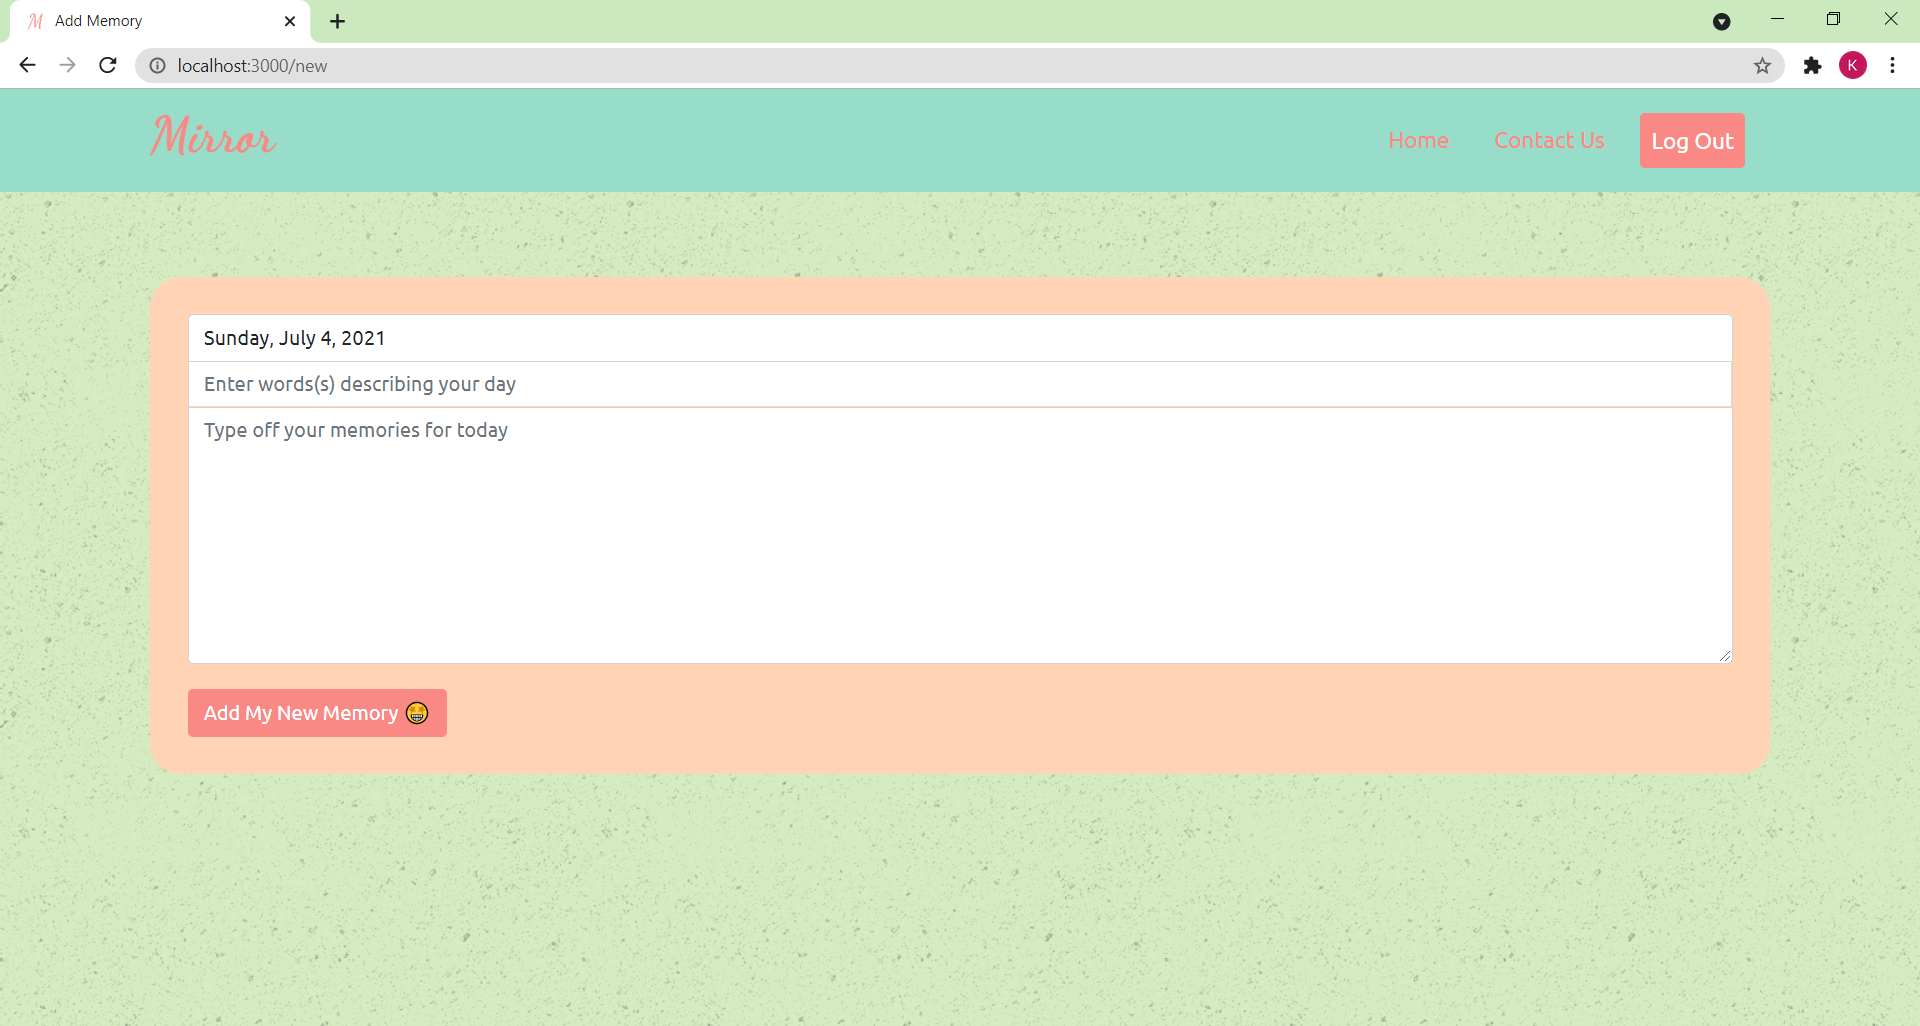 M Add Memory
localhost:3000/new
K
Mirror
Home Contact Us Log Out
Sunday, July 4, 2021
Enter words(s) describing your day
Type off your memories for today
Add My New Memory 🤩